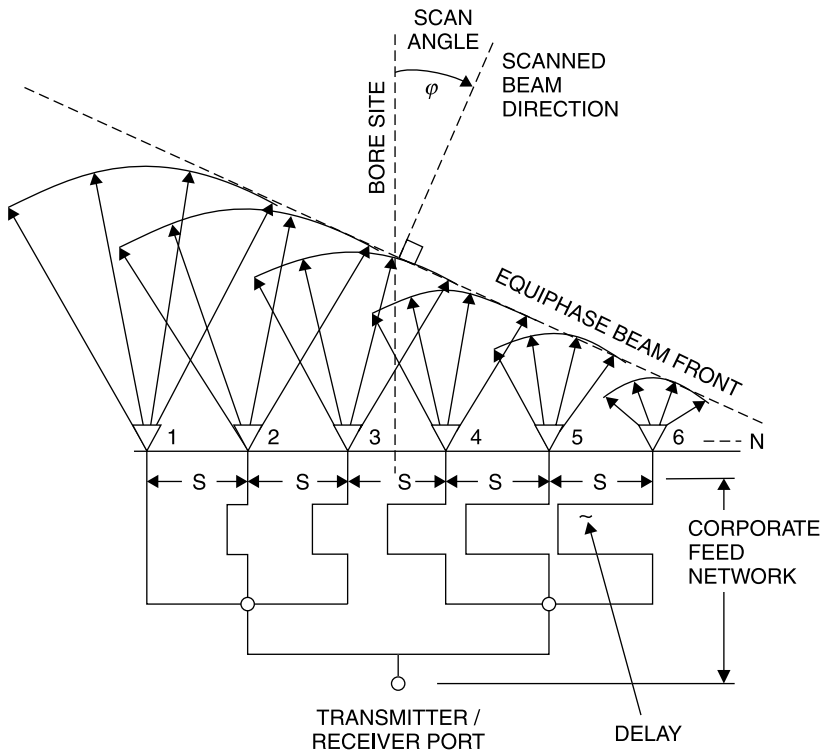 SCAN
ANGLE
φ
SCANNED
BEAM
DIRECTION
BORE SITE
EQUIPHASE BEAM FRONT
1
2
3
4
5
6
N
S
S
S
S
S
~
CORPORATE
FEED
NETWORK
TRANSMITTER /
RECEIVER PORT
DELAY